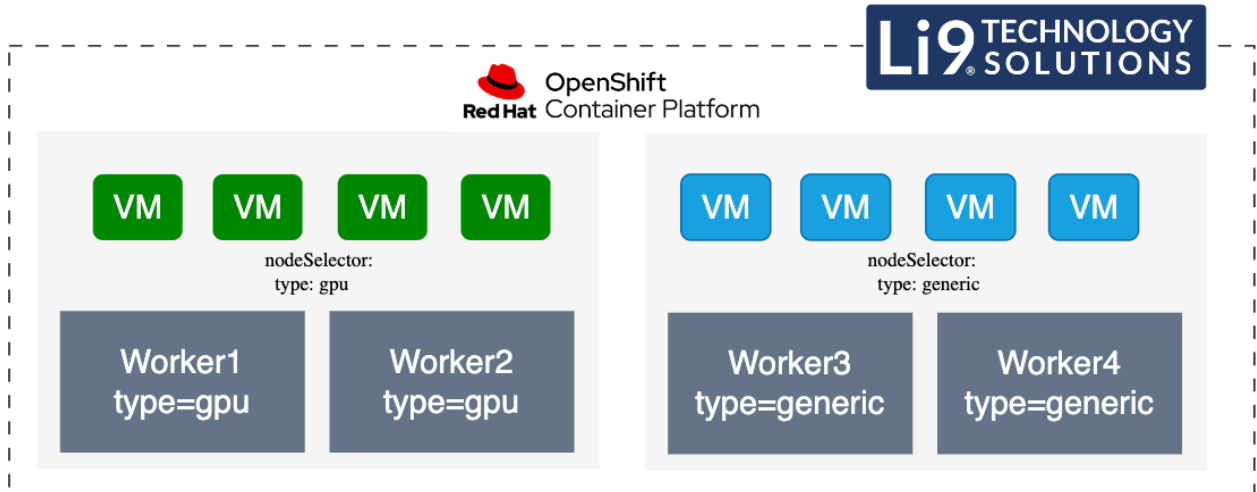 Li9® TECHNOLOGY
SOLUTIONS
Red Hat
OpenShift
Container Platform
VM VM VM VM
nodeSelector:
type: gpu
Worker1
type=gpu
Worker2
type=gpu
VM VM VM VM
nodeSelector:
type: generic
Worker3
type=generic
Worker4
type=generic